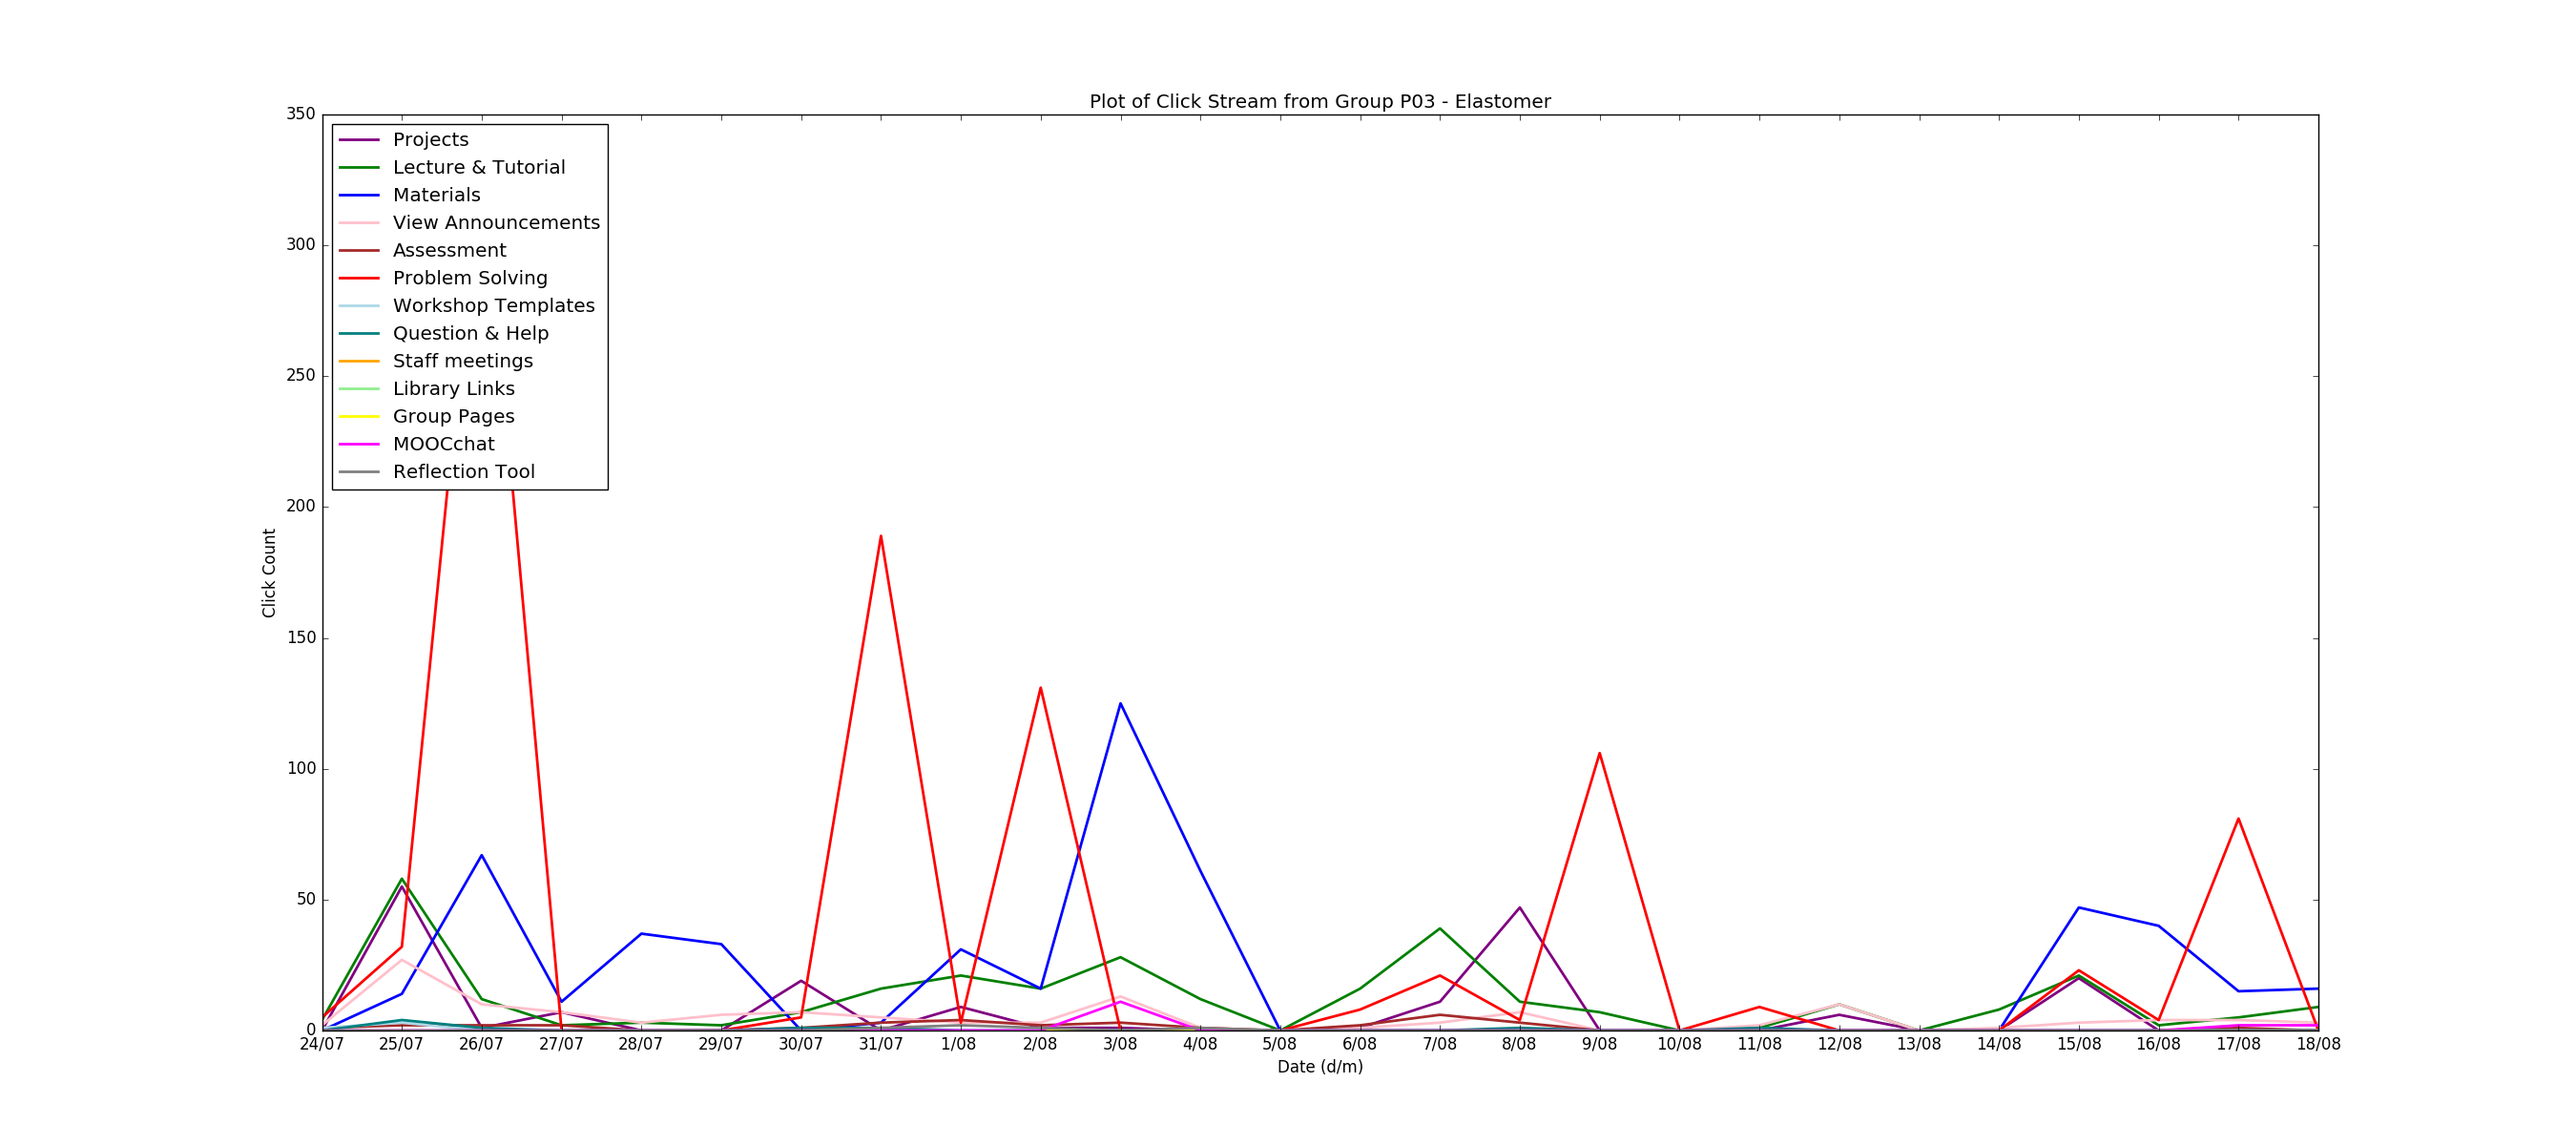 Plot of Click Stream from Group P03 - Elastomer
350
300
250
200
150
100
50
0
Click Count
Projects
Lecture & Tutorial
Materials
View Announcements
Assessment
Problem Solving
Workshop Templates
Question & Help
Staff meetings
Library Links
Group Pages
MOOCchat
Reflection Tool
24/07 25/07 26/07 27/07 28/07 29/07 30/07 31/07 1/08 2/08 3/08 4/08 5/08 6/08 7/08 8/08 9/08 10/08 11/08 12/08 13/08 14/08 15/08 16/08 17/08 18/08
Date (d/m)